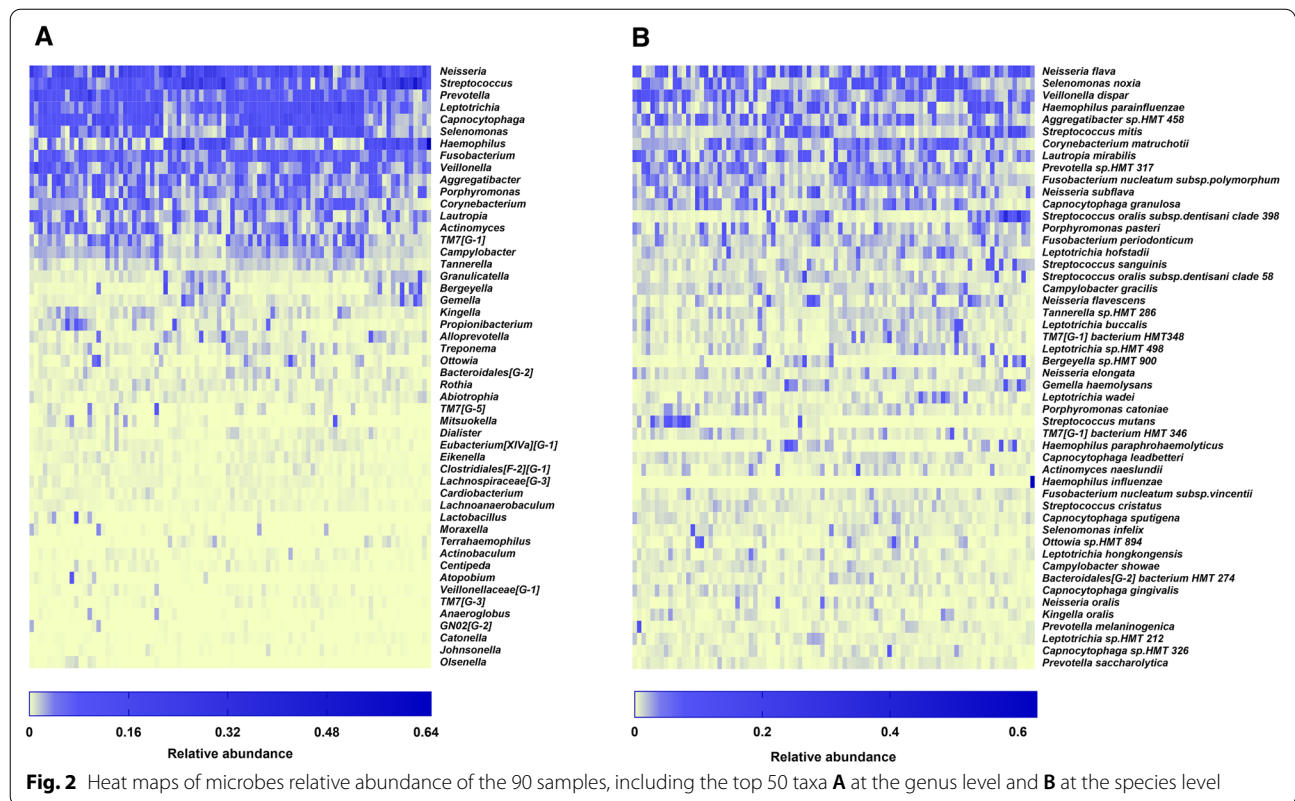 A
Neisseria
Streptococcus
Prevotella
Leptotrichia
Capnocytophaga
Selenomonas
Haemophilus
Fusobacterium
Veillonella
Aggregatibacter
Porphyromonas
Corynebacterium
Lautropia
Actinomyces
TM7[G-1]
Campylobacter
Tannerella
Granulicatella
Bergeyella
Gemella
Kingella
Propionibacterium
Alloprevotella
Treponema
Ottowia
Bacteroidales[G-2]
Rothia
Abiotrophia
TM7[G-5]
Mitsuokella
Dialister
Eubacterium[XIVa][G-1]
Eikenella
Clostridiales[F-2][G-1]
Lachnospiraceae[G-3]
Cardiobacterium
Lachnoanaerobaculum
Lactobacillus
Moraxella
Terrahaemophilus
Actinobaculum
Centipeda
Atopobium
Veillonellaceae[G-1]
TM7[G-3]
Anaeroglobus
GN02[G-2]
Catonella
Johnsonella
Olsenella
0 0.16 0.32 0.48 0.64
Relative abundance
B
Neisseria flava
Selenomonas noxia
Veillonella dispar
Haemophilus parainfluenzae
Aggregatibacter sp.HMT 458
Streptococcus mitis
Corynebacterium matruchotii
Lautropia mirabilis
Prevotella sp.HMT 317
Fusobacterium nucleatum subsp.polymorphum
Neisseria subflava
Capnocytophaga granulosa
Streptococcus oralis subsp.dentisani clade 398
Porphyromonas pasteri
Fusobacterium periodonticum
Leptotrichia hofstadii
Streptococcus sanguinis
Streptococcus oralis subsp.dentisani clade 58
Campylobacter gracilis
Neisseria flavescens
Tannerella sp.HMT 286
Leptotrichia buccalis
TM7[G-1] bacterium HMT348
Leptotrichia sp.HMT 498
Bergeyella sp.HMT 900
Neisseria elongata
Gemella haemolysans
Leptotrichia wadei
Porphyromonas catoniae
Streptococcus mutans
TM7[G-1] bacterium HMT 346
Haemophilus paraphrohaemolyticus
Capnocytophaga leadbetteri
Actinomyces naeslundii
Haemophilus influenzae
Fusobacterium nucleatum subsp.vincentii
Streptococcus cristatus
Capnocytophaga sputigena
Selenomonas infelix
Ottowia sp.HMT 894
Leptotrichia hongkongensis
Campylobacter showae
Bacteroidales[G-2] bacterium HMT 274
Capnocytophaga gingivalis
Neisseria oralis
Kingella oralis
Prevotella melaninogenica
Leptotrichia sp.HMT 212
Capnocytophaga sp.HMT 326
Prevotella saccharolytica
0 0.2 0.4 0.6
Relative abundance
Fig. 2 Heat maps of microbes relative abundance of the 90 samples, including the top 50 taxa A at the genus level and B at the species level